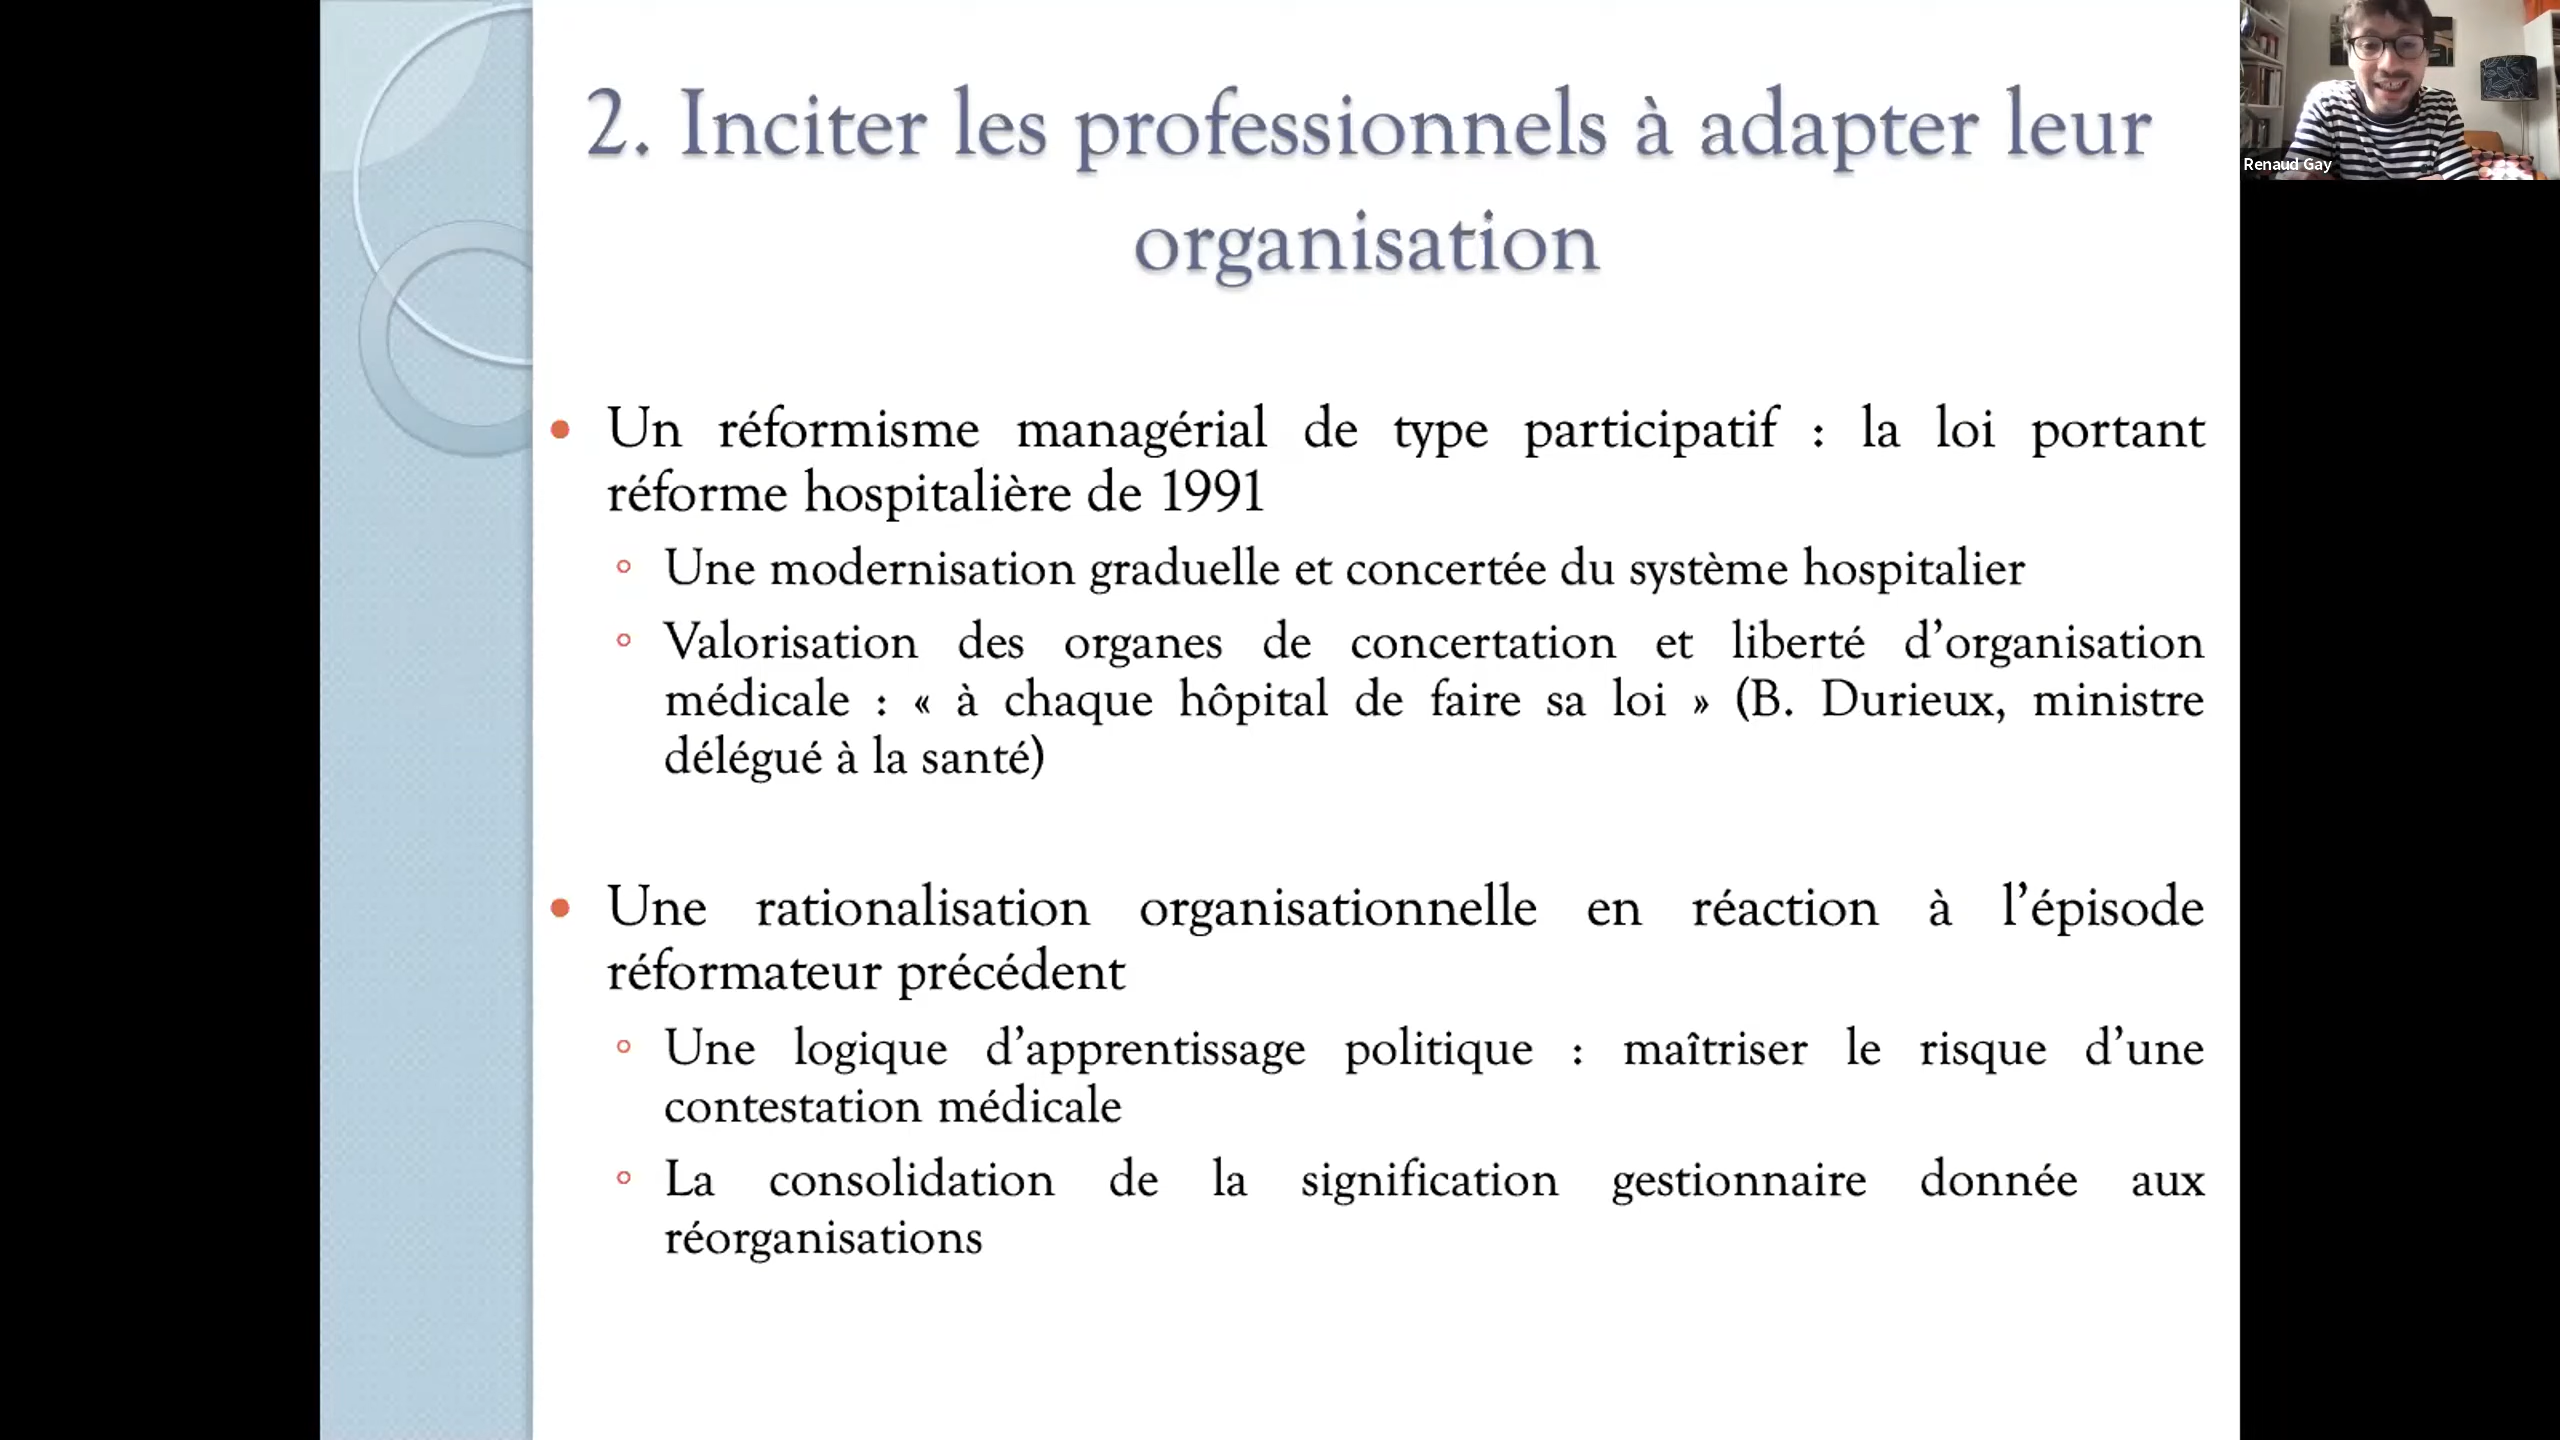 2. Inciter les professionnels à adapter leur
organisation
Renaud Gay
• Un réformisme managérial de type participatif : la loi portant
réforme hospitalière de 1991
◦ Une modernisation graduelle et concertée du système hospitalier
◦ Valorisation des organes de concertation et liberté d’organisation
médicale : « à chaque hôpital de faire sa loi » (B. Durieux, ministre
délégué à la santé)
• Une rationalisation organisationnelle en réaction à l’épisode
réformateur précédent
◦ Une logique d’apprentissage politique : maîtriser le risque d’une
contestation médicale
◦ La consolidation de la signification gestionnaire donnée aux
réorganisations